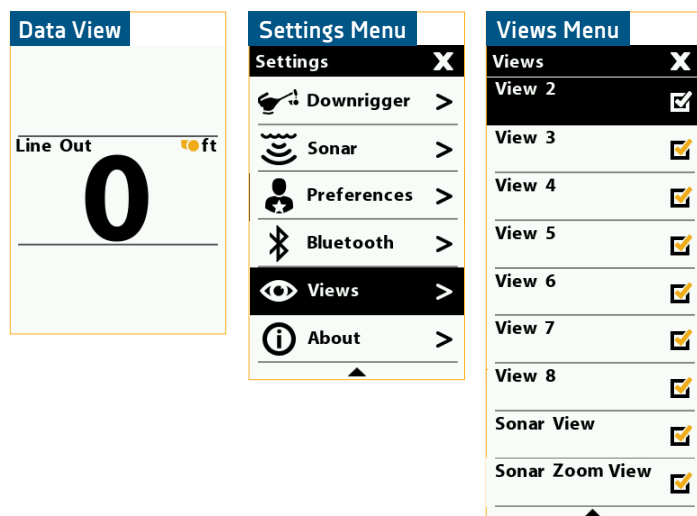 Data View
Line Out ft
0
Settings Menu
Settings X
Downrigger >
Sonar >
Preferences >
Bluetooth >
Views >
About >
Views Menu
Views X
View 2
View 3
View 4
View 5
View 6
View 7
View 8
Sonar View
Sonar Zoom View